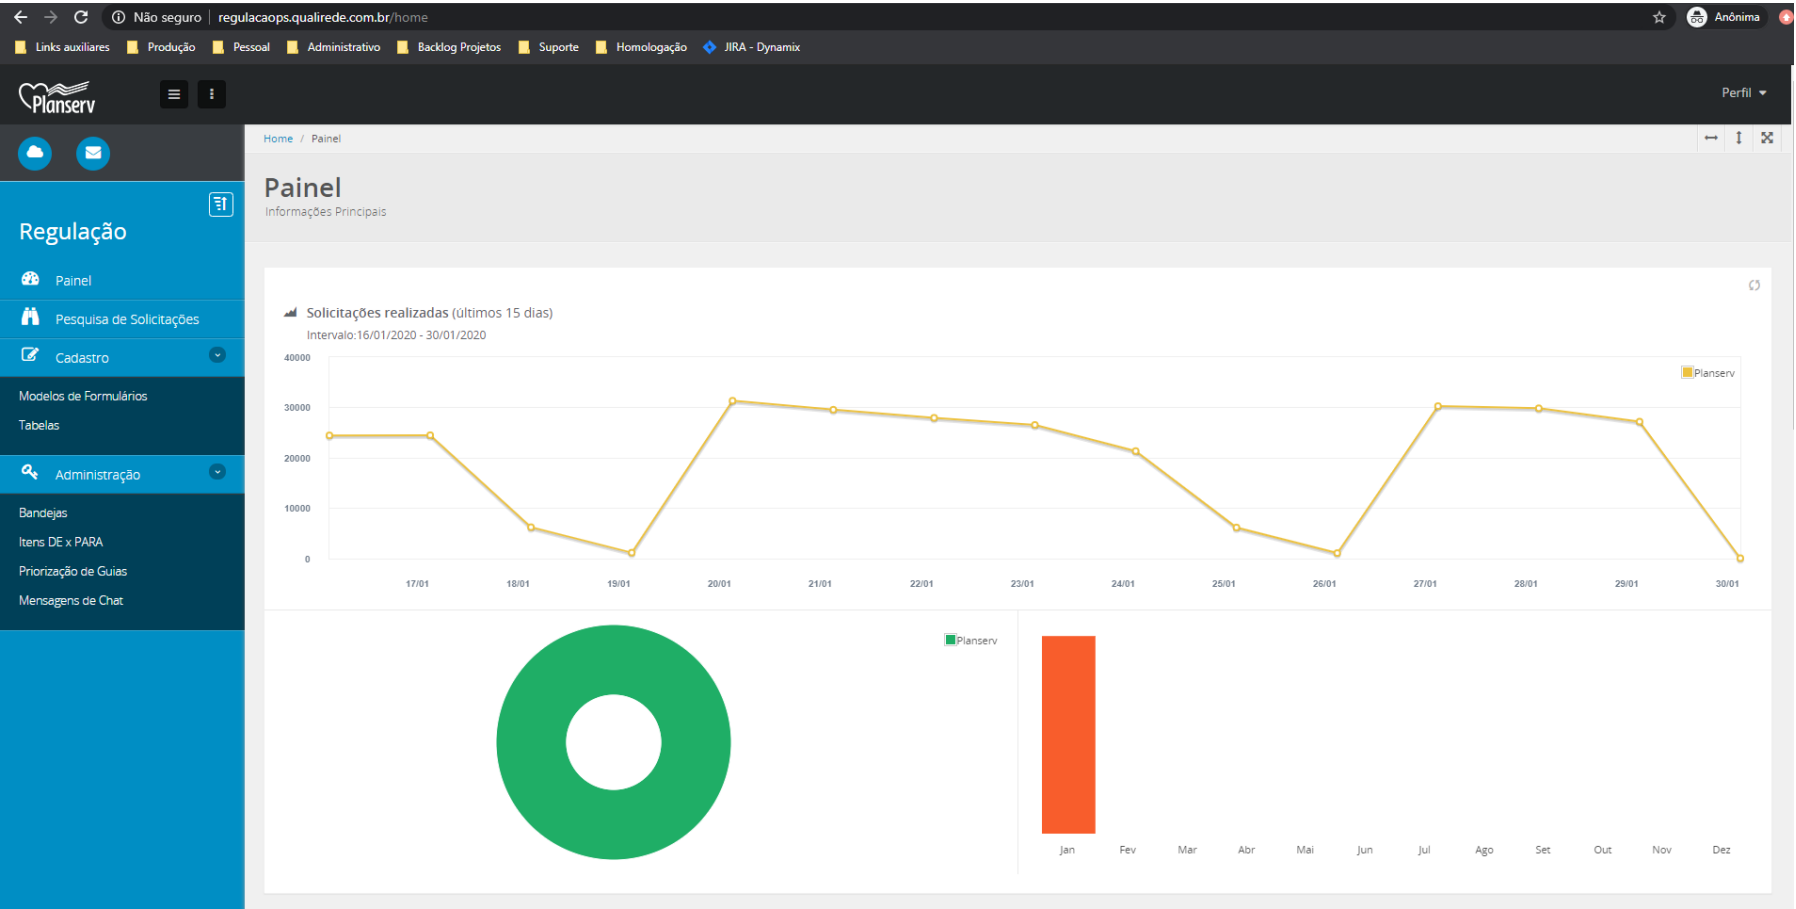 Não seguro | regulacaops.qualirede.com.br/home
Anônima
Links auxiliares Produção Pessoal Administrativo Backlog Projetos Suporte Homologação JIRA - Dynamix
Planserv
Perfil
Home / Painel
Painel
Informações Principais
Regulação
Painel
Pesquisa de Solicitações
Cadastro
Modelos de Formulários
Tabelas
Administração
Bandejas
Itens DE x PARA
Priorização de Guias
Mensagens de Chat
Solicitações realizadas (últimos 15 dias)
Intervalo:16/01/2020 - 30/01/2020
40000
30000
20000
10000
0
Planserv
17/01 18/01 19/01 20/01 21/01 22/01 23/01 24/01 25/01 26/01 27/01 28/01 29/01 30/01
Planserv
Jan Fev Mar Abr Mai Jun Jul Ago Set Out Nov Dez